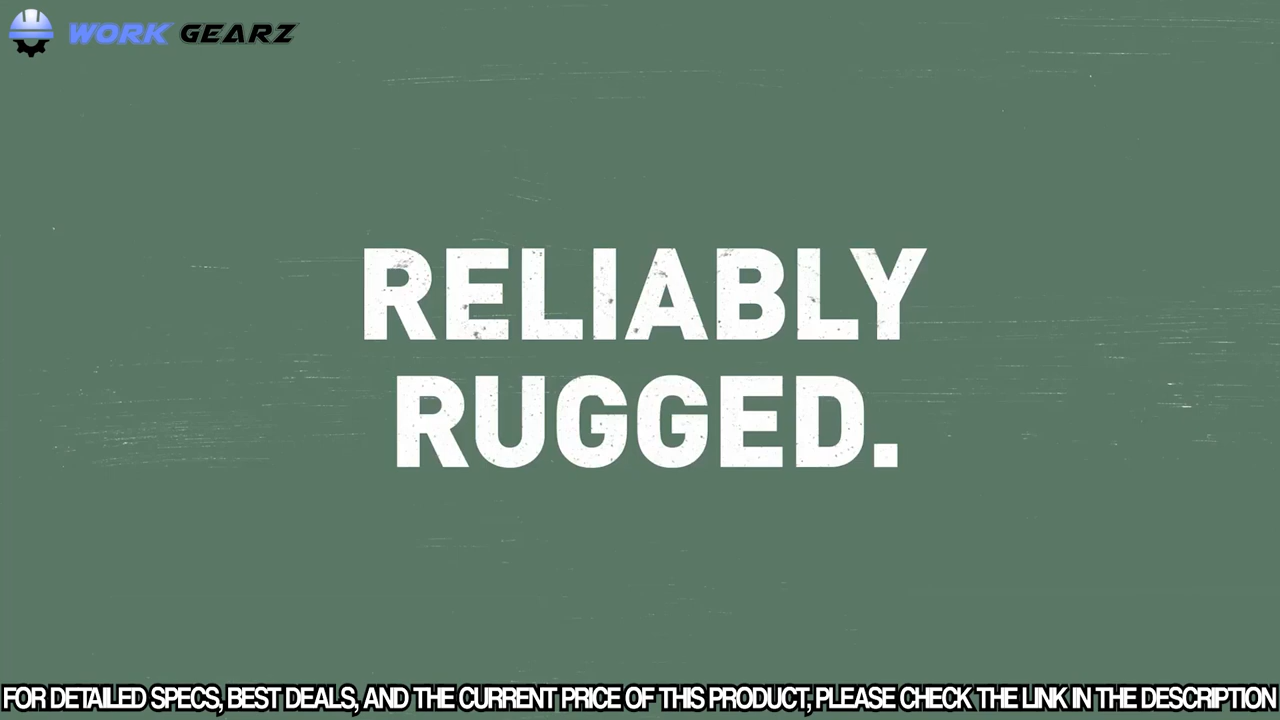 WORK GEARZ
RELIABLY
RUGGED.
FOR DETAILED SPECS, BEST DEALS, AND THE CURRENT PRICE OF THIS PRODUCT, PLEASE CHECK THE LINK IN THE DESCRIPTION